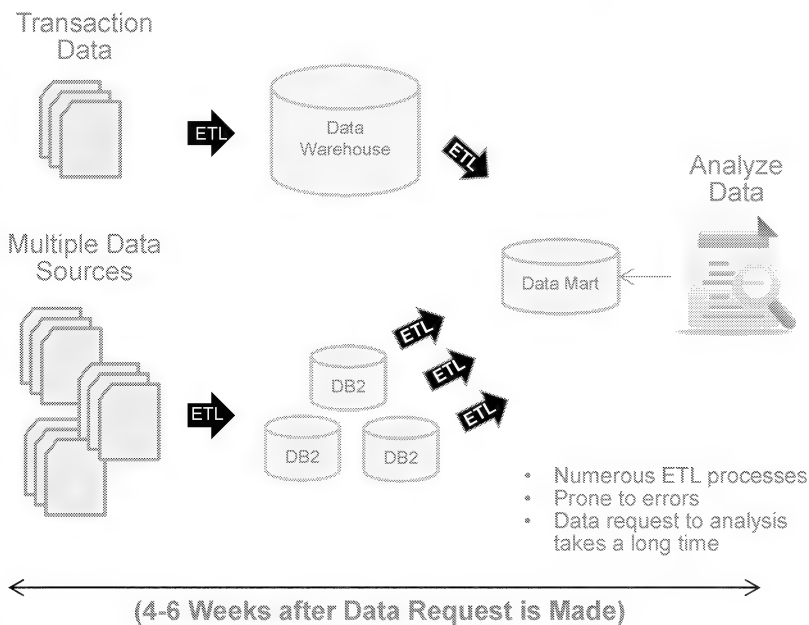 Transaction
Data
ETL
Data
Warehouse
ETL
Analyze
Data
Multiple Data
Sources
Data Mart
ETL
ETL
ETL
ETL
DB2
DB2
DB2
• Numerous ETL processes
• Prone to errors
• Data request to analysis
takes a long time
(4-6 Weeks after Data Request is Made)